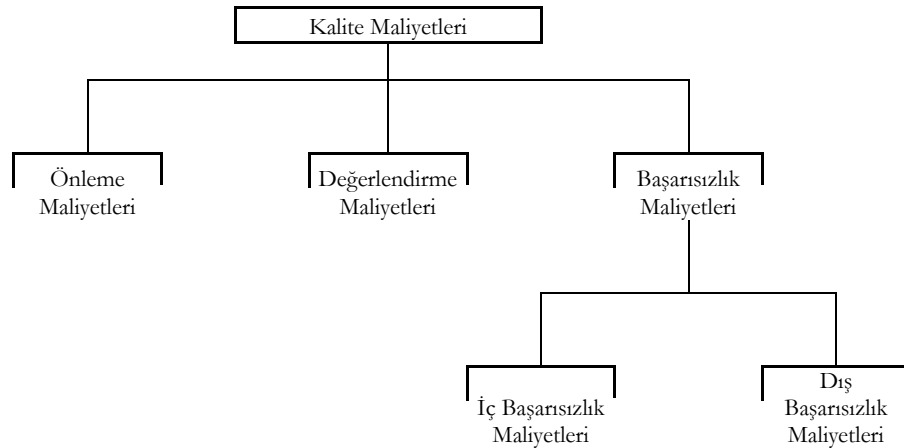 Kalite Maliyetleri
Önleme
Maliyetleri
Değerlendirme
Maliyetleri
Başarısızlık
Maliyetleri
İç Başarısızlık
Maliyetleri
Dış
Başarısızlık
Maliyetleri